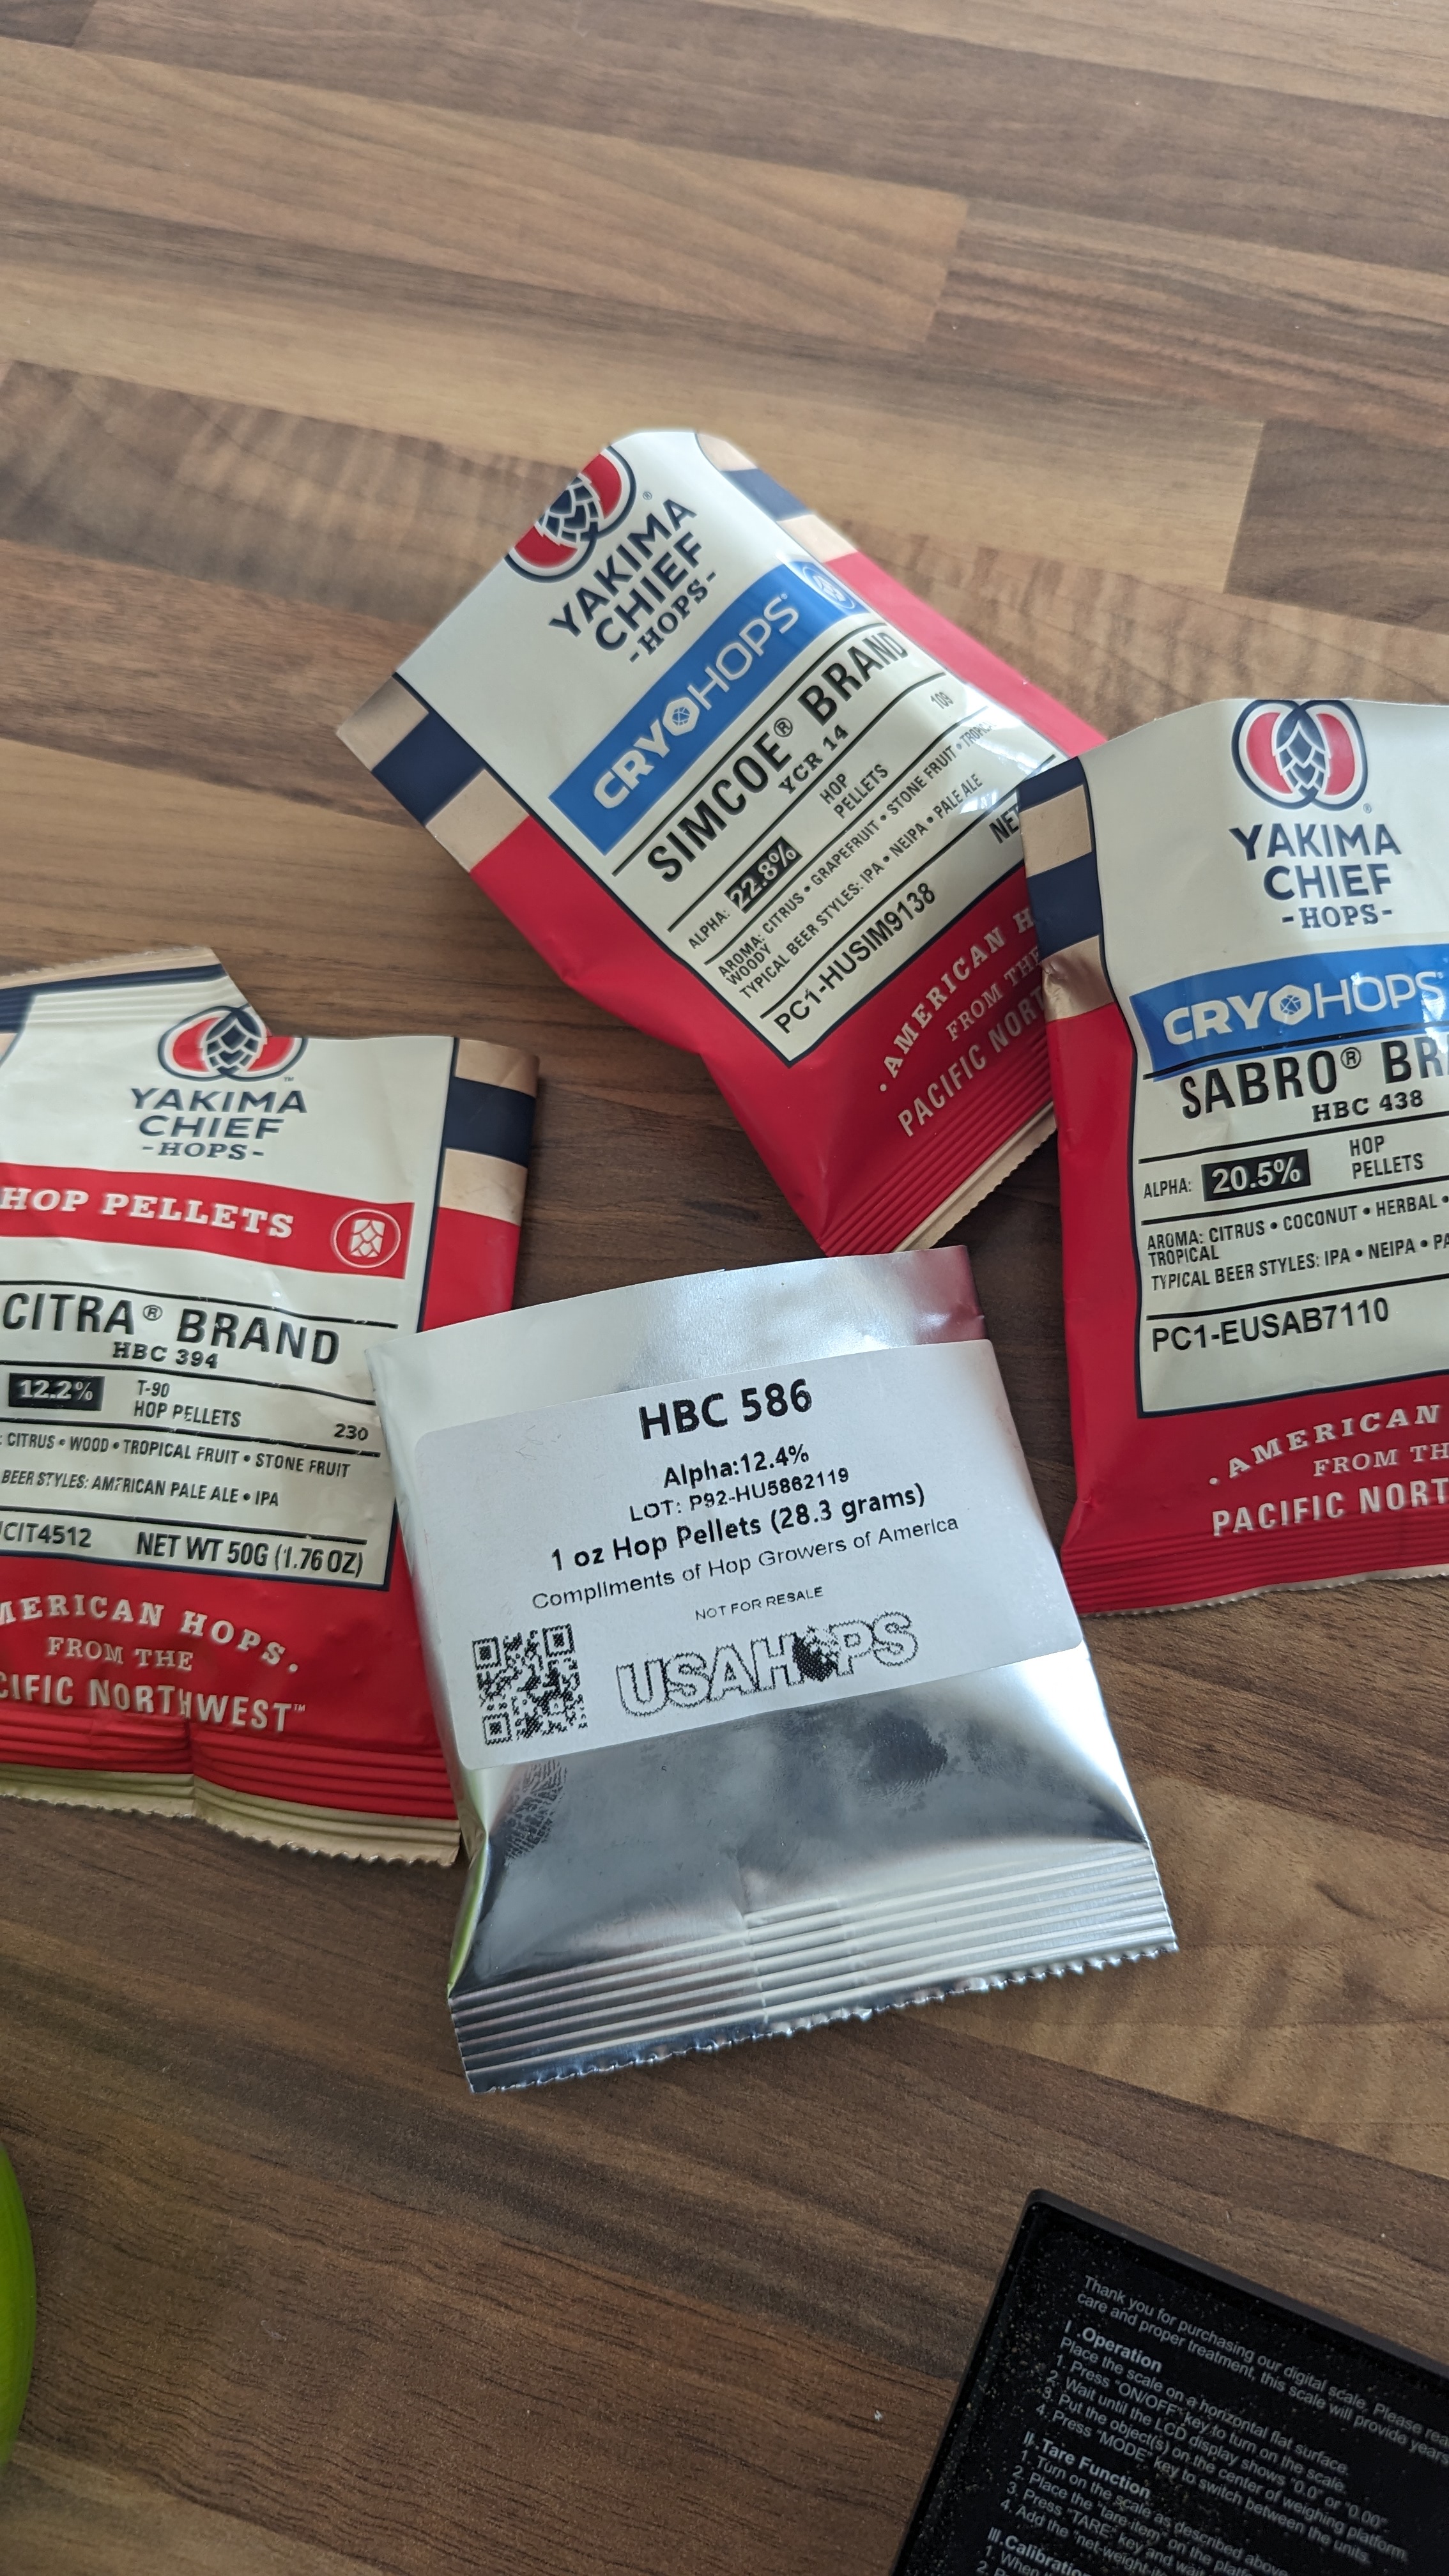 YAKIMA
CHIEF
-HOPS-
CRYOHOPS®
SIMCOE® BRAND
YCR 14
109
ALPHA: 22.8%
HOP
PELLETS
AROMA: CITRUS • GRAPEFRUIT • STONE FRUIT •
WOODY
TYPICAL BEER STYLES: IPA • NEIPA • PALE ALE
PC1-HUSIM9138
• AMERICAN
FROM THE
PACIFIC
YAKIMA
CHIEF
-HOPS-
CRYOHOPS®
SABRO®
HBC 438
ALPHA: 20.5%
HOP
PELLETS
AROMA: CITRUS • COCONUT • HERBAL •
TROPICAL
TYPICAL BEER STYLES: IPA • NEIPA •
PC1-EUSAB7110
• AMERICAN
FROM
PACIFIC
YAKIMA
CHIEF
-HOPS-
HOP PELLETS
CITRA® BRAND
HBC 394
12.2%
T-90
HOP PELLETS
230
CITRUS • WOOD • TROPICAL FRUIT • STONE FRUIT
BEER STYLES: AMERICAN PALE ALE • IPA
CIT4512 NET WT 50G (1.76 OZ)
HOPS •
FROM THE
NORTHWEST™
HBC 586
Alpha:12.4%
LOT: P92-HU5862119
1 oz Hop Pellets (28.3 grams)
Compliments of Hop Growers of America
NOT FOR RESALE
USAHOPS
Thank you for purchasing our digital scale. Please
care and proper treatment, this scale will provide years
I .Operation
Place the scale on a horizontal flat surface.
1. Press "ON/OFF" key to turn on the scale.
2. Wait until the LCD display shows "0.0" or "0.00"
3. Put the object(s) on the center of weighing platform.
4. Press "MODE" key to switch between the units.
II .Tare Function
1. Turn on the scale as described above.
2. Place the "tare item" on the
3. Press "TARE" key and wait
4. Add the "net-weight
III.Calibration
1. When